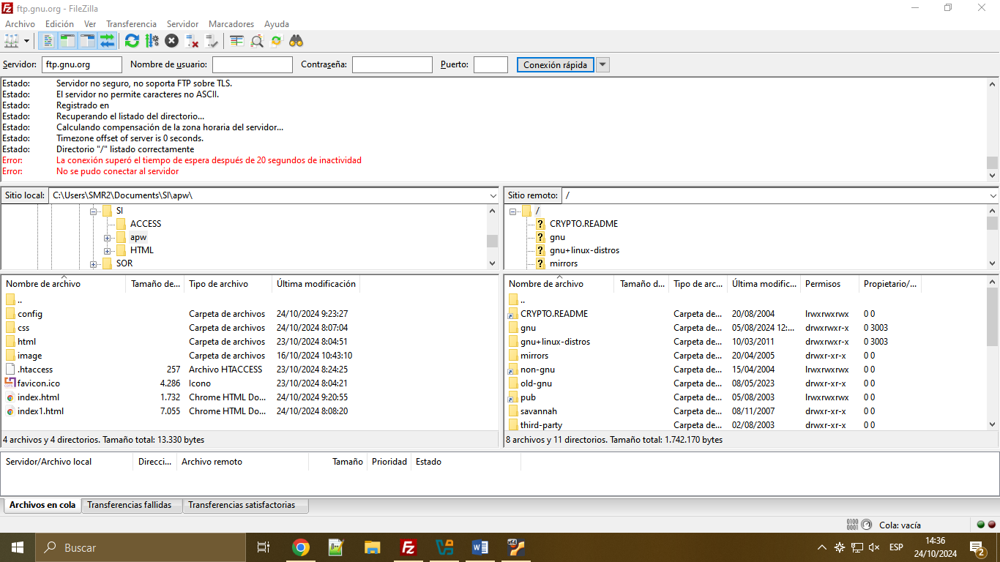 ftp.gnu.org - FileZilla
Archivo Edición Ver Transferencia Servidor Marcadores Ayuda
Servidor: ftp.gnu.org Nombre de usuario: Contraseña: Puerto: Conexión rápida
Estado: Servidor no seguro, no soporta FTP sobre TLS.
Estado: El servidor no permite caracteres no ASCII.
Estado: Registrado en
Estado: Recuperando el listado del directorio...
Estado: Calculando compensación de la zona horaria del servidor...
Estado: Timezone offset of server is 0 seconds.
Estado: Directorio "/" listado correctamente
Error: La conexión superó el tiempo de espera después de 20 segundos de inactividad
Error: No se pudo conectar al servidor
Sitio local: C:\Users\SMR2\Documents\SI\apw\
SI
ACCESS
apw
HTML
SOR
Nombre de archivo Tamaño de... Tipo de archivo Última modificación
..
config Carpeta de archivos 24/10/2024 9:23:27
css Carpeta de archivos 24/10/2024 8:07:04
html Carpeta de archivos 23/10/2024 8:04:51
image Carpeta de archivos 16/10/2024 10:43:10
.htaccess 257 Archivo HTACCESS 23/10/2024 8:24:25
favicon.ico 4.286 Icono 23/10/2024 8:04:21
index.html 1.732 Chrome HTML Do... 24/10/2024 9:20:55
index1.html 7.055 Chrome HTML Do... 24/10/2024 8:08:20
4 archivos y 4 directorios. Tamaño total: 13.330 bytes
Sitio remoto: /
/
CRYPTO.README
gnu
gnu+linux-distros
mirrors
Nombre de archivo Tamaño d... Tipo de arc... Última modific... Permisos Propietario/...
..
CRYPTO.README Carpeta de... 20/08/2004 lrwxrwxrwx 0 0
gnu Carpeta de... 05/08/2024 12:... drwxrwxr-x 0 3003
gnu+linux-distros Carpeta de... 10/03/2011 drwxrwxr-x 0 3003
mirrors Carpeta de... 20/04/2005 drwxr-xr-x 0 0
non-gnu Carpeta de... 15/04/2004 lrwxrwxrwx 0 0
old-gnu Carpeta de... 08/05/2023 drwxr-xr-x 0 0
pub Carpeta de... 05/08/2003 lrwxrwxrwx 0 0
savannah Carpeta de... 08/11/2007 drwxr-xr-x 0 0
third-party Carpeta de... 02/08/2003 drwxr-xr-x 0 0
8 archivos y 11 directorios. Tamaño total: 1.742.170 bytes
Servidor/Archivo local Direcci... Archivo remoto Tamaño Prioridad Estado
Archivos en cola Transferencias fallidas Transferencias satisfactorias
Cola: vacía
Buscar
ESP
14:36
24/10/2024
2